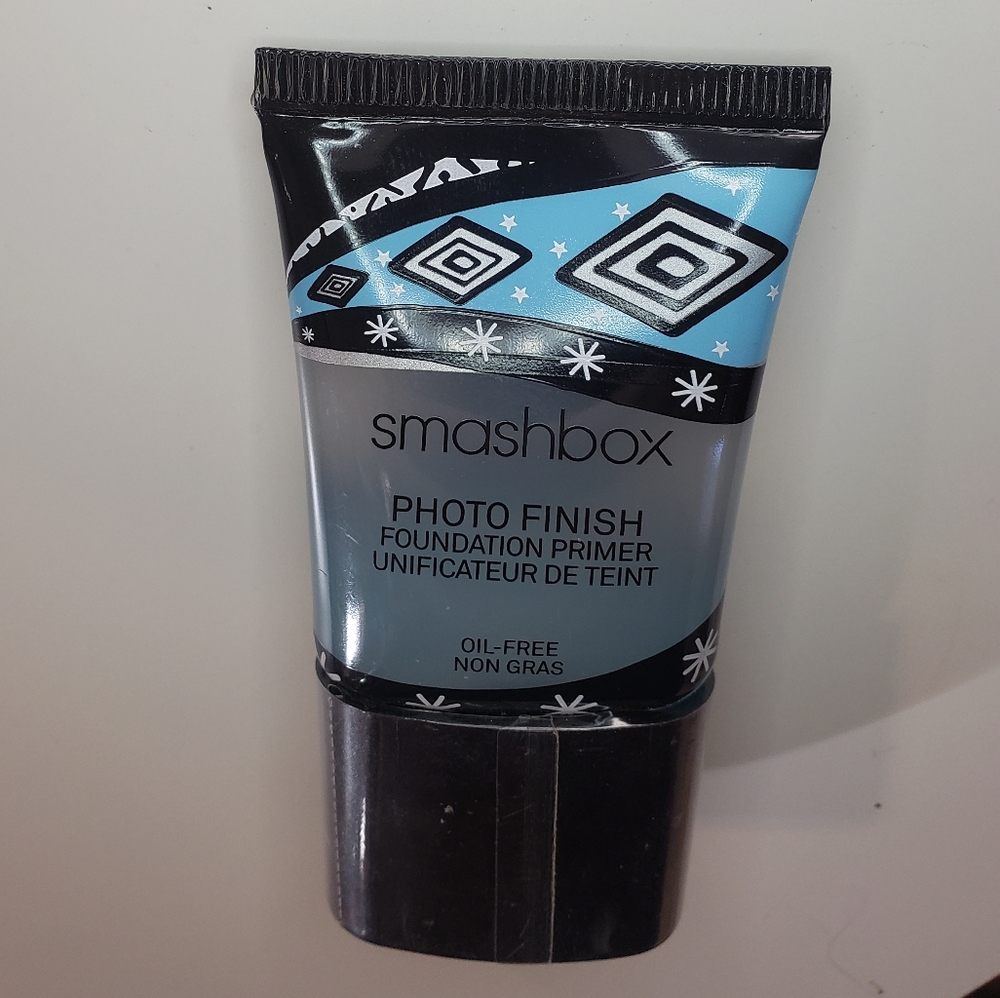 smashbox
PHOTO FINISH
FOUNDATION PRIMER
UNIFICATEUR DE TEINT
OIL-FREE
NON GRAS